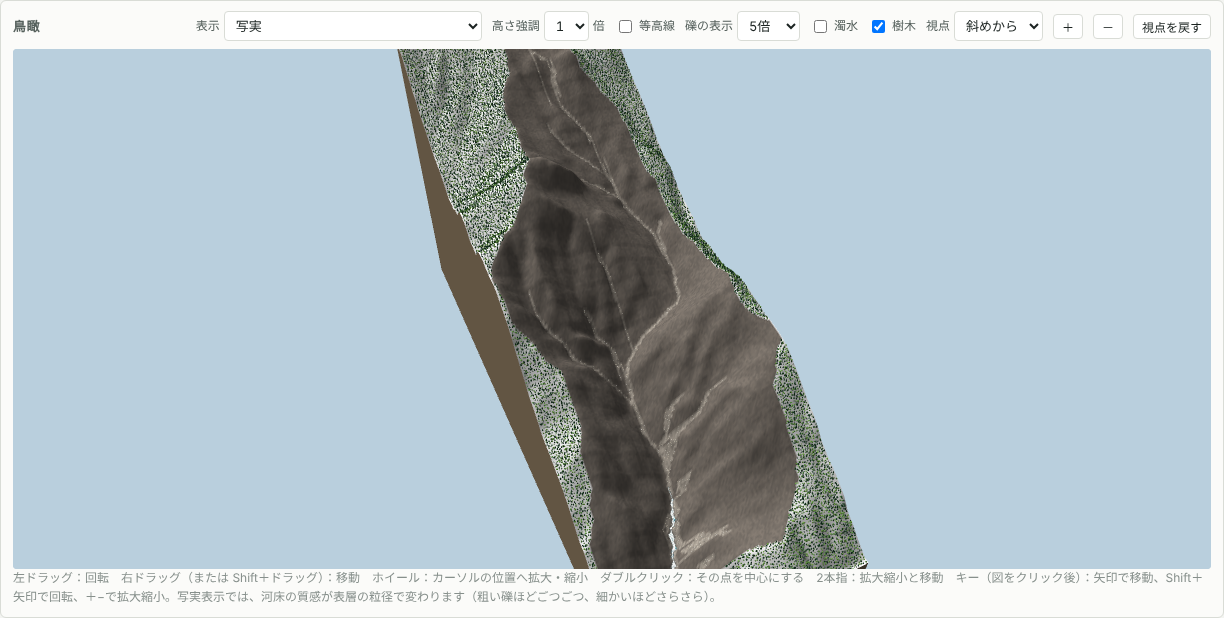 鳥瞰 表示 写実 高さ強調 1 倍 等高線 礫の表示 5倍 濁水 樹木 視点 斜めから ＋ − 視点を戻す
左ドラッグ：回転　右ドラッグ（または Shift＋ドラッグ）：移動　ホイール：カーソルの位置へ拡大・縮小　ダブルクリック：その点を中心にする　2本指：拡大縮小と移動　キー（図をクリック後）：矢印で移動、Shift＋
矢印で回転、＋−で拡大縮小。写実表示では、河床の質感が表層の粒径で変わります（粗い礫ほどごつごつ、細かいほどさらさら）。